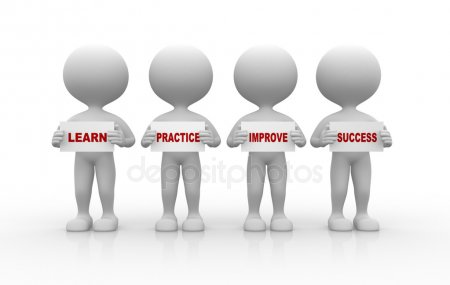 LEARN
PRACTICE
IMPROVE
SUCCESS
depositphotos